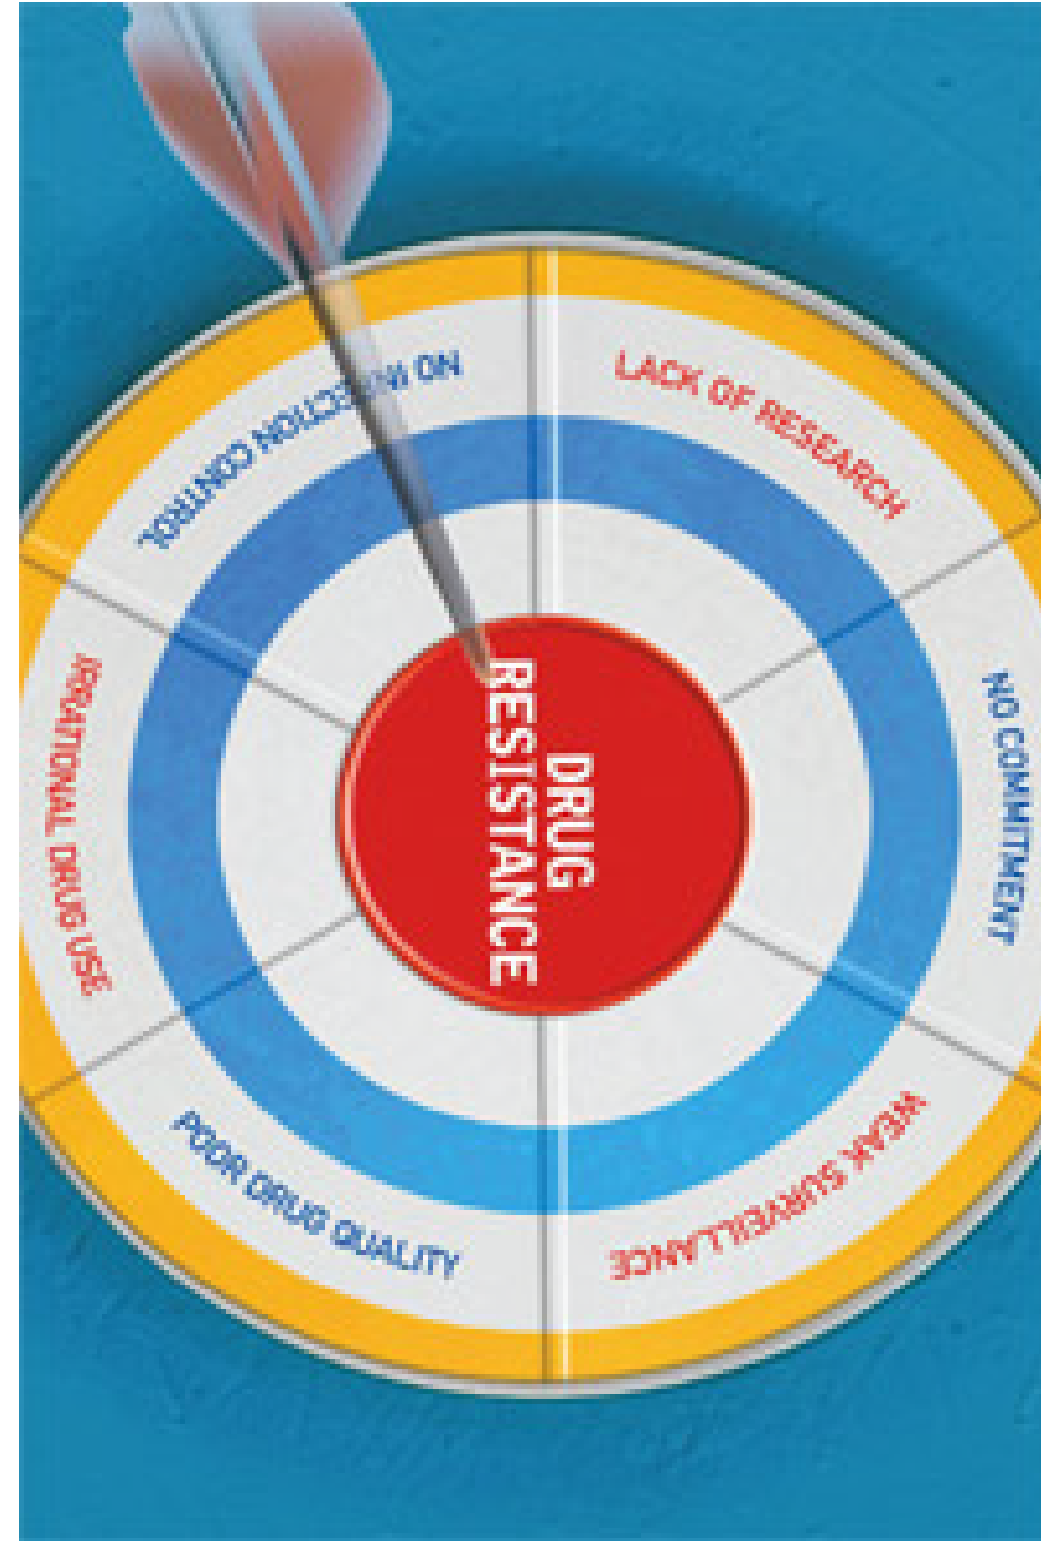 DRUG
RESISTANCE
LACK OF RESEARCH
NO COMMITMENT
WEAK SURVEILLANCE
POOR DRUG QUALITY
IRRATIONAL DRUG USE
NO INFECTION CONTROL